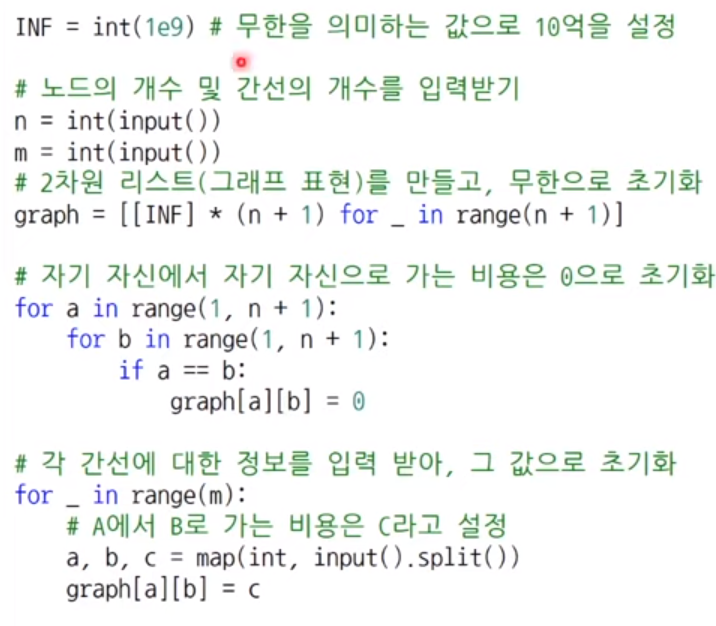 INF = int(1e9) # 무한을 의미하는 값으로 10억을 설정
# 노드의 개수 및 간선의 개수를 입력받기
n = int(input())
m = int(input())
# 2차원 리스트(그래프 표현)를 만들고, 무한으로 초기화
graph = [[INF] * (n + 1) for _ in range(n + 1)]
# 자기 자신에서 자기 자신으로 가는 비용은 0으로 초기화
for a in range(1, n + 1):
    for b in range(1, n + 1):
        if a == b:
            graph[a][b] = 0
# 각 간선에 대한 정보를 입력 받아, 그 값으로 초기화
for _ in range(m):
    # A에서 B로 가는 비용은 C라고 설정
    a, b, c = map(int, input().split())
    graph[a][b] = c